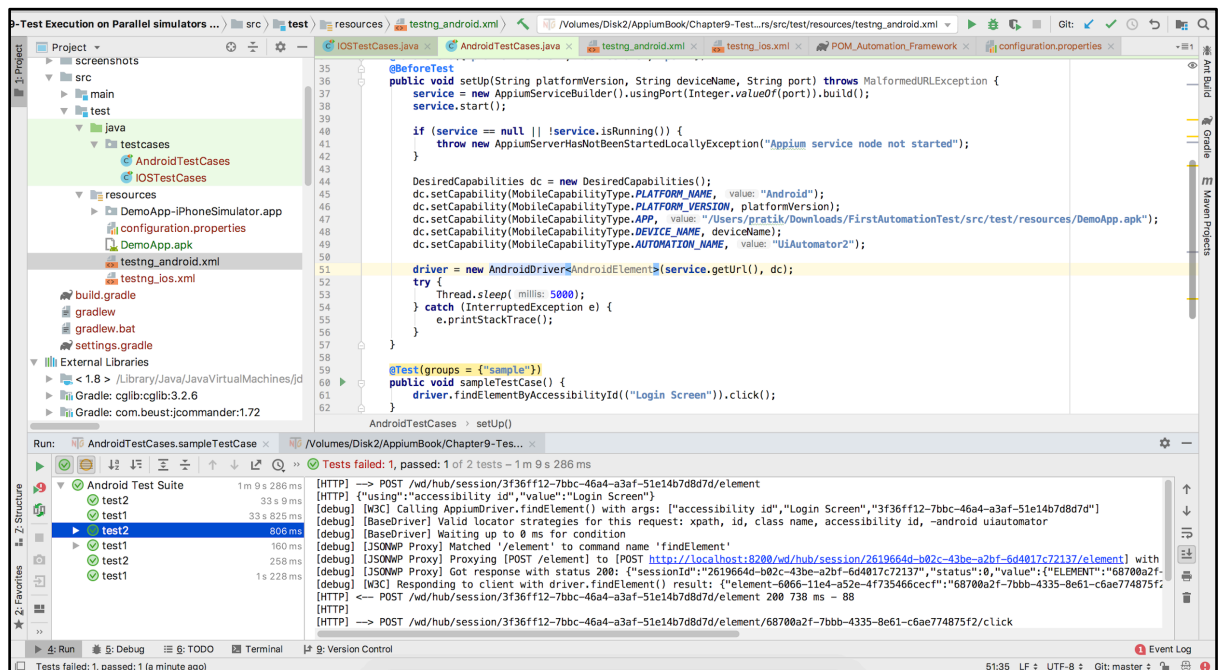 9-Test Execution on Parallel simulators ... src test resources testng_android.xml /Volumes/Disk2/AppiumBook/Chapter9-Test...rs/src/test/resources/testng_android.xml Git:
Project IOSTestCases.java AndroidTestCases.java testng_android.xml testng_ios.xml POM_Automation_Framework configuration.properties
1: Project
screenshots
src
main
test
java
testcases
AndroidTestCases
IOSTestCases
resources
DemoApp-iPhoneSimulator.app
configuration.properties
DemoApp.apk
testng_android.xml
testng_ios.xml
build.gradle
gradlew
gradlew.bat
settings.gradle
External Libraries
< 1.8 > /Library/Java/JavaVirtualMachines/jd
Gradle: cglib:cglib:3.2.6
Gradle: com.beust:jcommander:1.72
35 @BeforeTest
36 public void setUp(String platformVersion, String deviceName, String port) throws MalformedURLException {
37 service = new AppiumServiceBuilder().usingPort(Integer.valueOf(port)).build();
38 service.start();
39
40 if (service == null || !service.isRunning()) {
41 throw new AppiumServerHasNotBeenStartedLocallyException("Appium service node not started");
42 }
43
44 DesiredCapabilities dc = new DesiredCapabilities();
45 dc.setCapability(MobileCapabilityType.PLATFORM_NAME, value: "Android");
46 dc.setCapability(MobileCapabilityType.PLATFORM_VERSION, platformVersion);
47 dc.setCapability(MobileCapabilityType.APP, value: "/Users/pratik/Downloads/FirstAutomationTest/src/test/resources/DemoApp.apk");
48 dc.setCapability(MobileCapabilityType.DEVICE_NAME, deviceName);
49 dc.setCapability(MobileCapabilityType.AUTOMATION_NAME, value: "UiAutomator2");
50
51 driver = new AndroidDriver<AndroidElement>(service.getUrl(), dc);
52 try {
53 Thread.sleep( millis: 5000);
54 } catch (InterruptedException e) {
55 e.printStackTrace();
56 }
57 }
58
59 @Test(groups = {"sample"})
60 public void sampleTestCase() {
61 driver.findElementByAccessibilityId(("Login Screen")).click();
62 }
AndroidTestCases › setUp()
Ant Build
Gradle
Maven Projects
Run: AndroidTestCases.sampleTestCase /Volumes/Disk2/AppiumBook/Chapter9-Tes...
Tests failed: 1, passed: 1 of 2 tests – 1 m 9 s 286 ms
Android Test Suite 1 m 9 s 286 ms
test2 33 s 9 ms
test1 33 s 825 ms
test2 806 ms
test1 160 ms
test2 258 ms
test1 1 s 228 ms
[HTTP] --> POST /wd/hub/session/3f36ff12-7bbc-46a4-a3af-51e14b7d8d7d/element
[HTTP] {"using":"accessibility id","value":"Login Screen"}
[debug] [W3C] Calling AppiumDriver.findElement() with args: ["accessibility id","Login Screen","3f36ff12-7bbc-46a4-a3af-51e14b7d8d7d"]
[debug] [BaseDriver] Valid locator strategies for this request: xpath, id, class name, accessibility id, -android uiautomator
[debug] [BaseDriver] Waiting up to 0 ms for condition
[debug] [JSONWP Proxy] Matched '/element' to command name 'findElement'
[debug] [JSONWP Proxy] Proxying [POST /element] to [POST http://localhost:8200/wd/hub/session/2619664d-b02c-43be-a2bf-6d4017c72137/element] with
[debug] [JSONWP Proxy] Got response with status 200: {"sessionId":"2619664d-b02c-43be-a2bf-6d4017c72137","status":0,"value":{"ELEMENT":"68700a2f-
[debug] [W3C] Responding to client with driver.findElement() result: {"element-6066-11e4-a52e-4f735466cecf":"68700a2f-7bbb-4335-8e61-c6ae774875f2
[HTTP] <-- POST /wd/hub/session/3f36ff12-7bbc-46a4-a3af-51e14b7d8d7d/element 200 738 ms - 88
[HTTP]
[HTTP] --> POST /wd/hub/session/3f36ff12-7bbc-46a4-a3af-51e14b7d8d7d/element/68700a2f-7bbb-4335-8e61-c6ae774875f2/click
Z: Structure
2: Favorites
4: Run 5: Debug 6: TODO Terminal 9: Version Control 1 Event Log
Tests failed: 1, passed: 1 (a minute ago) 51:35 LF UTF-8 Git: master